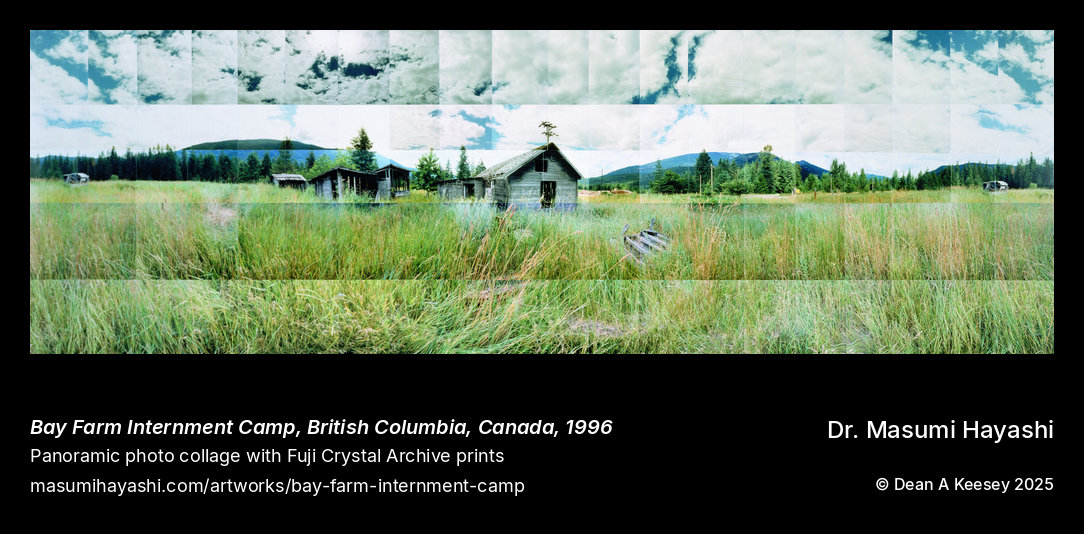 Bay Farm Internment Camp, British Columbia, Canada, 1996
Panoramic photo collage with Fuji Crystal Archive prints
masumihayashi.com/artworks/bay-farm-internment-camp
Dr. Masumi Hayashi
© Dean A Keesey 2025